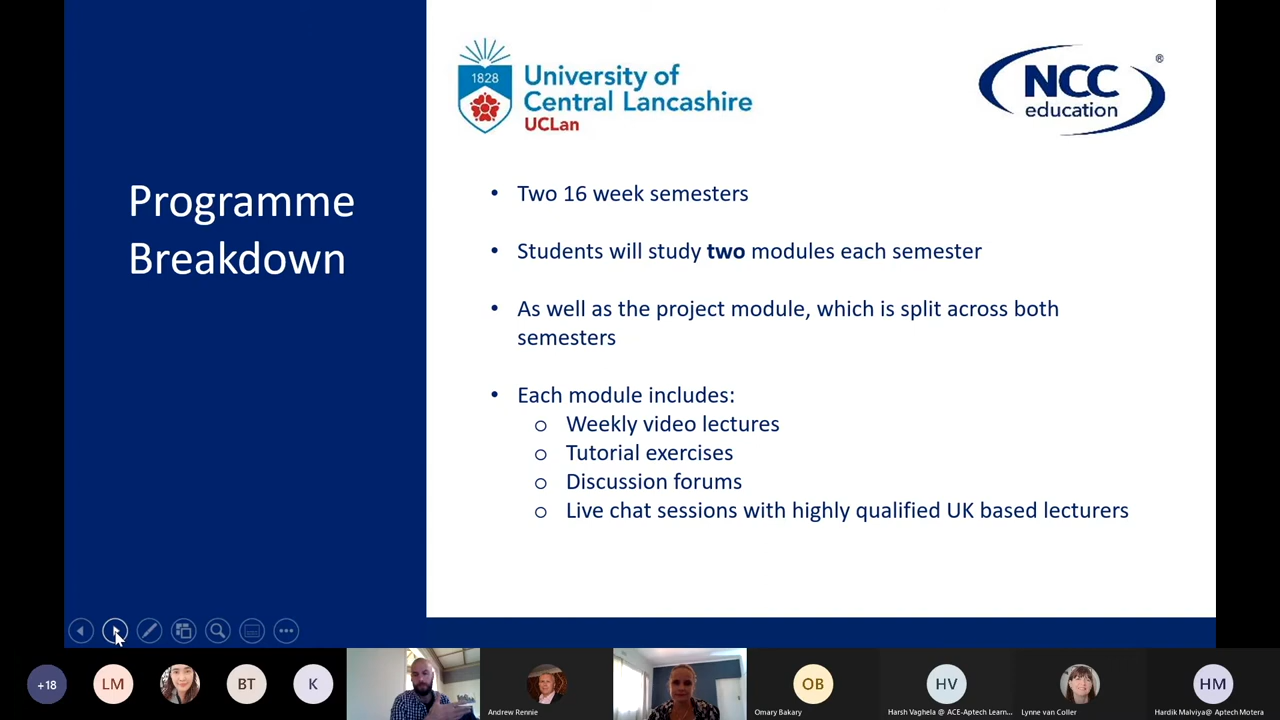 1828
University of
Central Lancashire
UCLan
NCC
education
®
Programme
Breakdown
• Two 16 week semesters
• Students will study two modules each semester
• As well as the project module, which is split across both
semesters
• Each module includes:
o Weekly video lectures
o Tutorial exercises
o Discussion forums
o Live chat sessions with highly qualified UK based lecturers
+18
LM
BT
K
Andrew Rennie
OB
Omary Bakary
HV
Harsh Vaghela @ ACE-Aptech Learn...
Lynne van Coller
HM
Hardik Malviya@ Aptech Motera